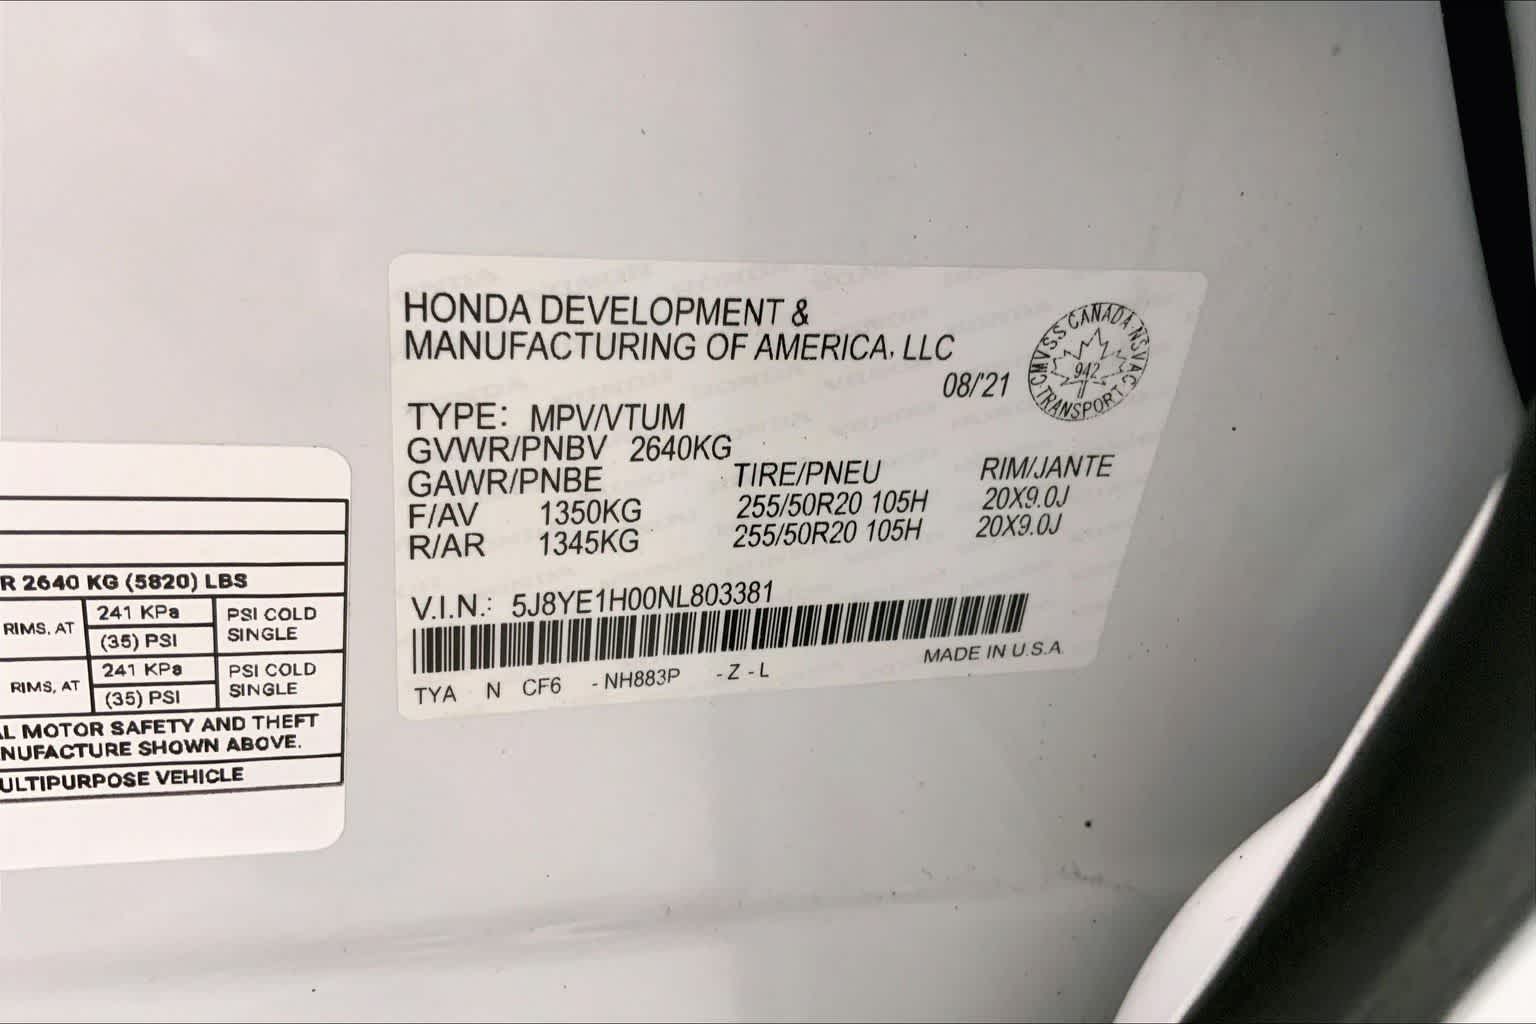 HONDA DEVELOPMENT &
MANUFACTURING OF AMERICA, LLC
08/'21
CMVSS CANADA NSVAC
942
TRANSPORT
TYPE: MPV/VTUM
GVWR/PNBV 2640KG
GAWR/PNBE TIRE/PNEU RIM/JANTE
F/AV 1350KG 255/50R20 105H 20X9.0J
R/AR 1345KG 255/50R20 105H 20X9.0J
V.I.N.: 5J8YE1H00NL803381
MADE IN U.S.A.
TYA N CF6 -NH883P -Z-L
R 2640 KG (5820) LBS
RIMS, AT 241 KPa PSI COLD
(35) PSI SINGLE
RIMS, AT 241 KPa PSI COLD
(35) PSI SINGLE
AL MOTOR SAFETY AND THEFT
NUFACTURE SHOWN ABOVE.
ULTIPURPOSE VEHICLE